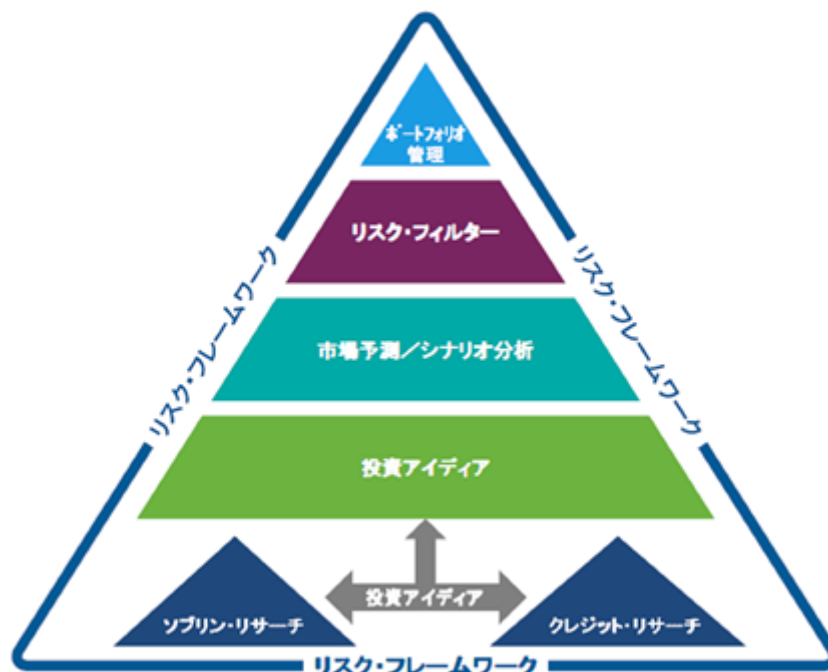 ポートフォリオ
管理
リスク・フィルター
リスク・フレームワーク
リスク・フレームワーク
市場予測／シナリオ分析
投資アイディア
投資アイディア
ソブリン・リサーチ
クレジット・リサーチ
リスク・フレームワーク